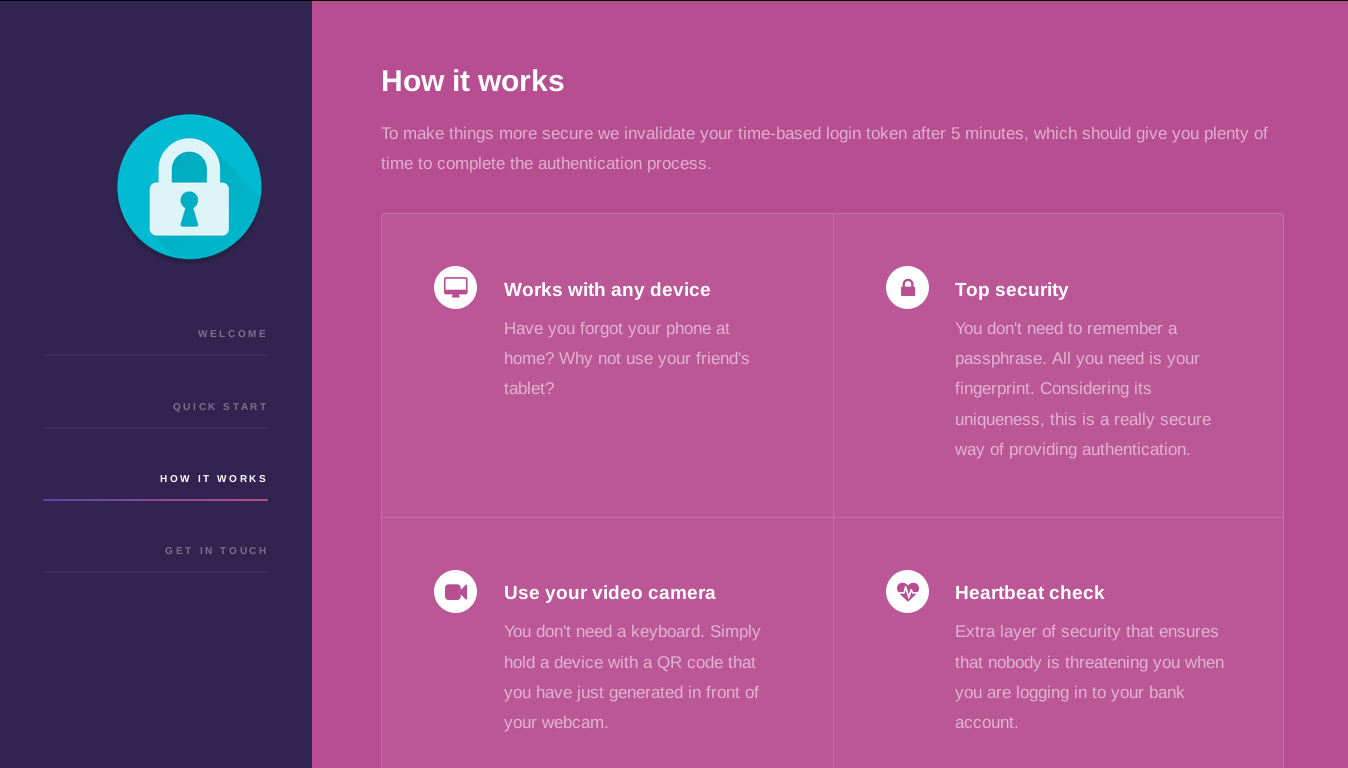 WELCOME
QUICK START
HOW IT WORKS
GET IN TOUCH
How it works
To make things more secure we invalidate your time-based login token after 5 minutes, which should give you plenty of
time to complete the authentication process.
Works with any device
Have you forgot your phone at
home? Why not use your friend's
tablet?
Top security
You don't need to remember a
passphrase. All you need is your
fingerprint. Considering its
uniqueness, this is a really secure
way of providing authentication.
Use your video camera
You don't need a keyboard. Simply
hold a device with a QR code that
you have just generated in front of
your webcam.
Heartbeat check
Extra layer of security that ensures
that nobody is threatening you when
you are logging in to your bank
account.